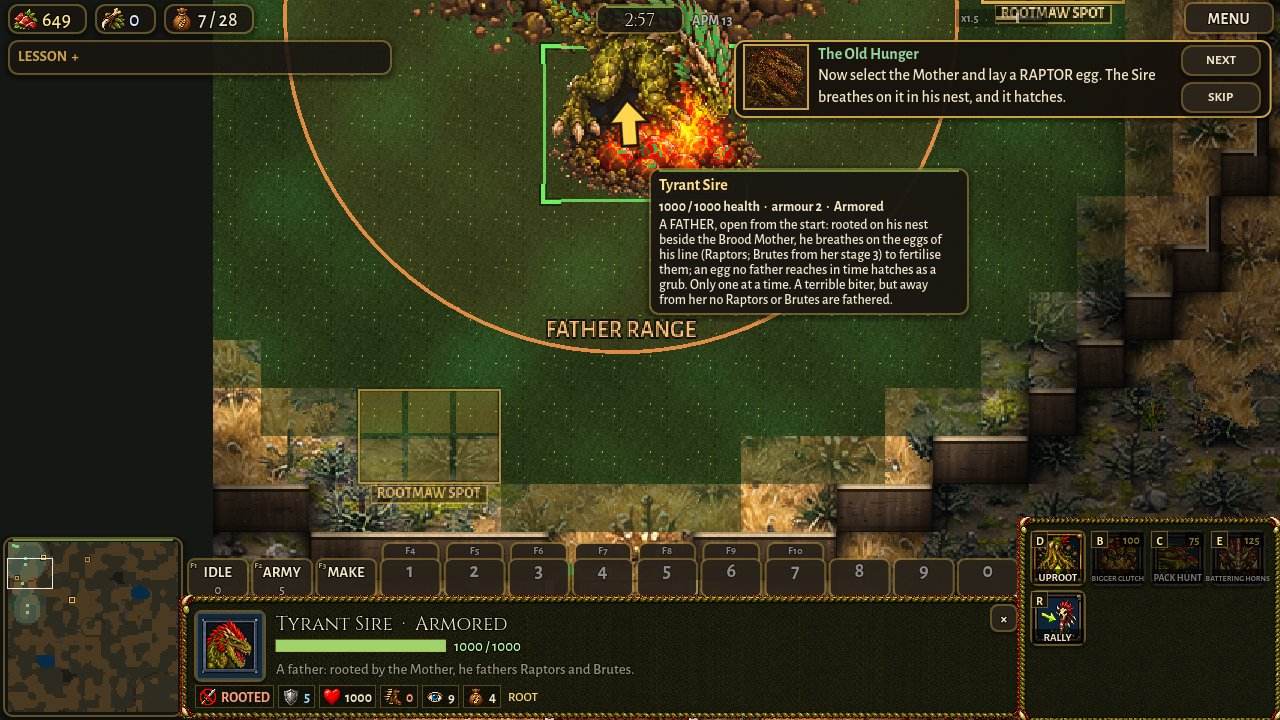 649
0
7 / 28
2:57
APM 13
x1.5
ROOTMAW SPOT
MENU
LESSON +
The Old Hunger
Now select the Mother and lay a RAPTOR egg. The Sire
breathes on it in his nest, and it hatches.
NEXT
SKIP
Tyrant Sire
1000 / 1000 health · armour 2 · Armored
A FATHER, open from the start: rooted on his nest
beside the Brood Mother, he breathes on the eggs of
his line (Raptors; Brutes from her stage 3) to fertilise
them; an egg no father reaches in time hatches as a
grub. Only one at a time. A terrible biter, but away
from her no Raptors or Brutes are fathered.
FATHER RANGE
ROOTMAW SPOT
F1 IDLE 0
F2 ARMY 5
F3 MAKE
F4 1
F5 2
F6 3
F7 4
F8 5
F9 6
F10 7
8
9
0
Tyrant Sire · Armored
1000 / 1000
A father: rooted by the Mother, he fathers Raptors and Brutes.
ROOTED
5
1000
0
9
4
ROOT
×
D UPROOT
B 100 BIGGER CLUTCH
C 75 PACK HUNT
E 125 BATTERING HORNS
R RALLY